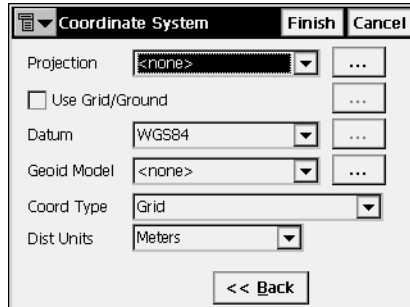 Coordinate System Finish Cancel
Projection <none> ...
Use Grid/Ground ...
Datum WGS84 ...
Geoid Model <none> ...
Coord Type Grid
Dist Units Meters
<< Back